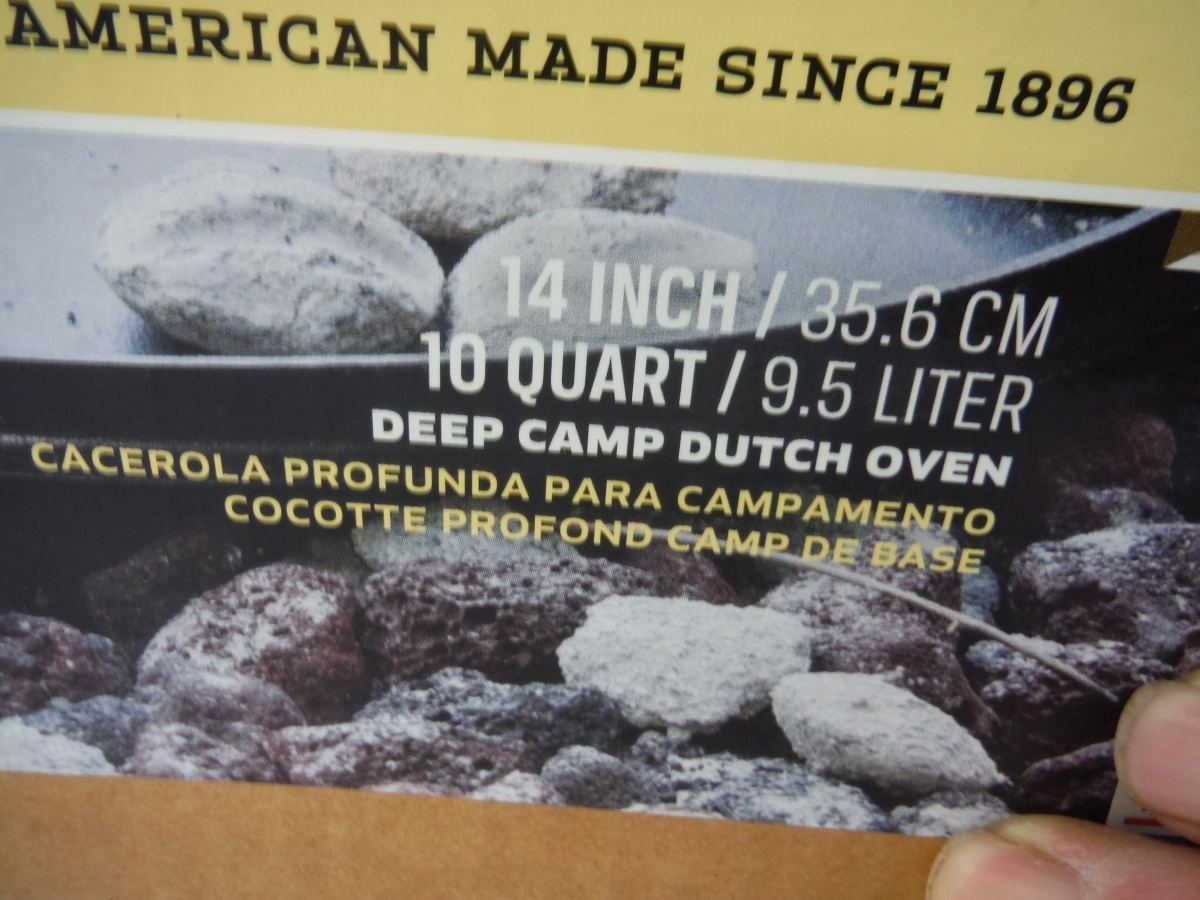 AMERICAN MADE SINCE 1896
14 INCH / 35.6 CM
10 QUART / 9.5 LITER
DEEP CAMP DUTCH OVEN
CACEROLA PROFUNDA PARA CAMPAMENTO
COCOTTE PROFOND CAMP DE BASE